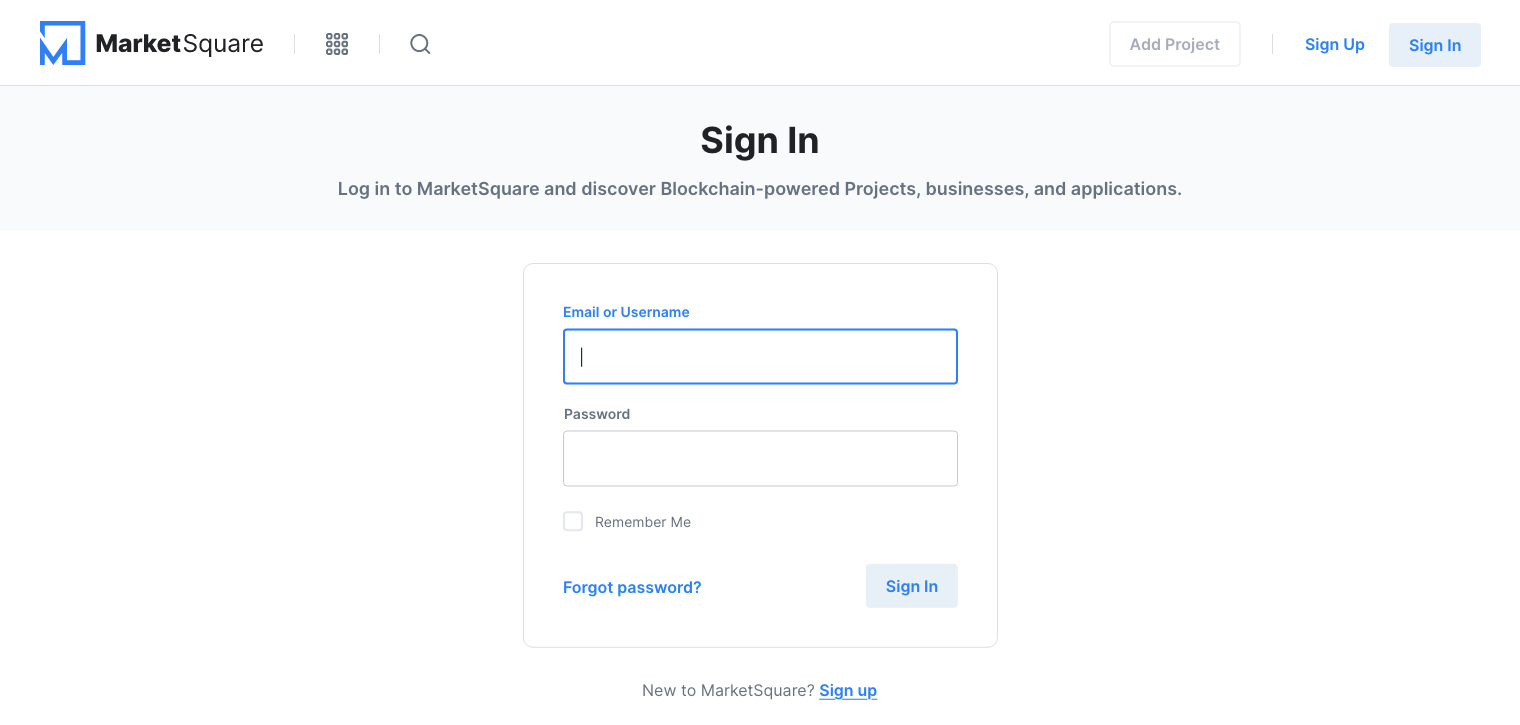 MarketSquare
Add Project
Sign Up
Sign In
Sign In
Log in to MarketSquare and discover Blockchain-powered Projects, businesses, and applications.
Email or Username
Password
Remember Me
Forgot password?
Sign In
New to MarketSquare? Sign up